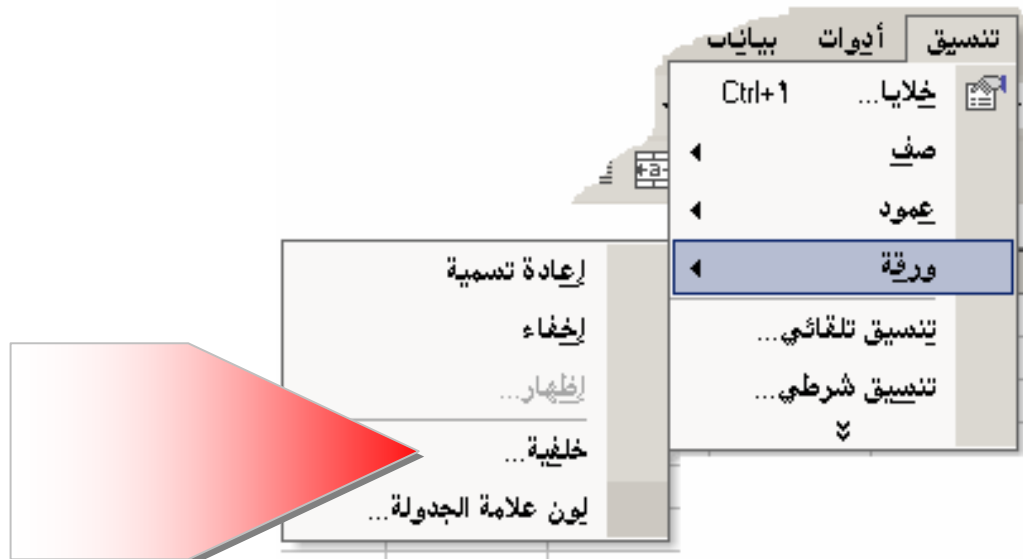 تنسيق أدوات بيانات
خلايا... Ctrl+1
صف
عمود
ورقة
تنسيق تلقائي...
تنسيق شرطي...
إعادة تسمية
إخفاء
إظهار...
خلفية...
لون علامة الجدولة...